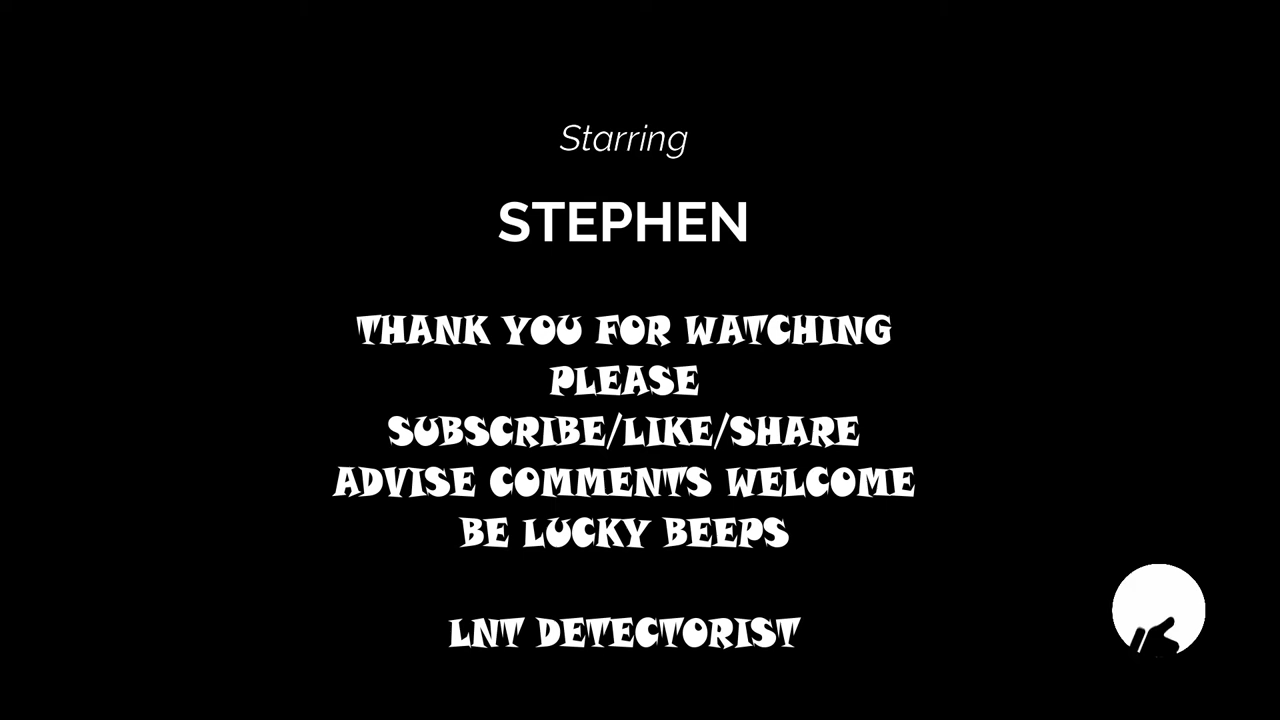 Starring
STEPHEN
THANK YOU FOR WATCHING
PLEASE
SUBSCRIBE/LIKE/SHARE
ADVISE COMMENTS WELCOME
BE LUCKY BEEPS
LNT DETECTORIST